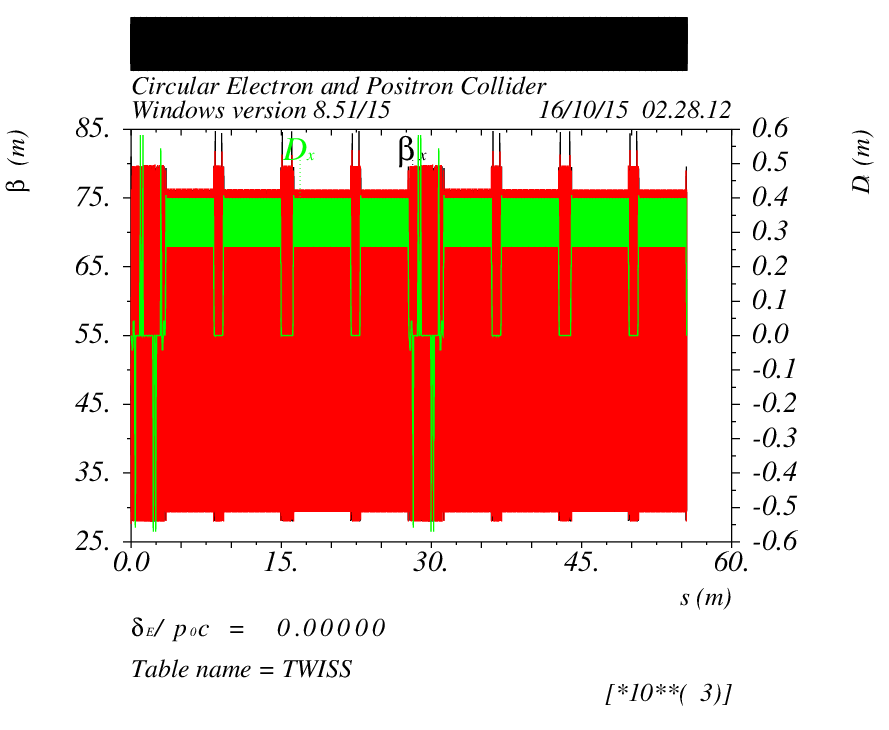 Circular Electron and Positron Collider
Windows version 8.51/15 16/10/15 02.28.12
β (m)
D (m)
Dx
βx
85.
75.
65.
55.
45.
35.
25.
0.6
0.5
0.4
0.3
0.2
0.1
0.0
-0.1
-0.2
-0.3
-0.4
-0.5
-0.6
0.0 15. 30. 45. 60.
s (m)
δE/ p0c = 0.00000
Table name = TWISS
[*10**( 3)]